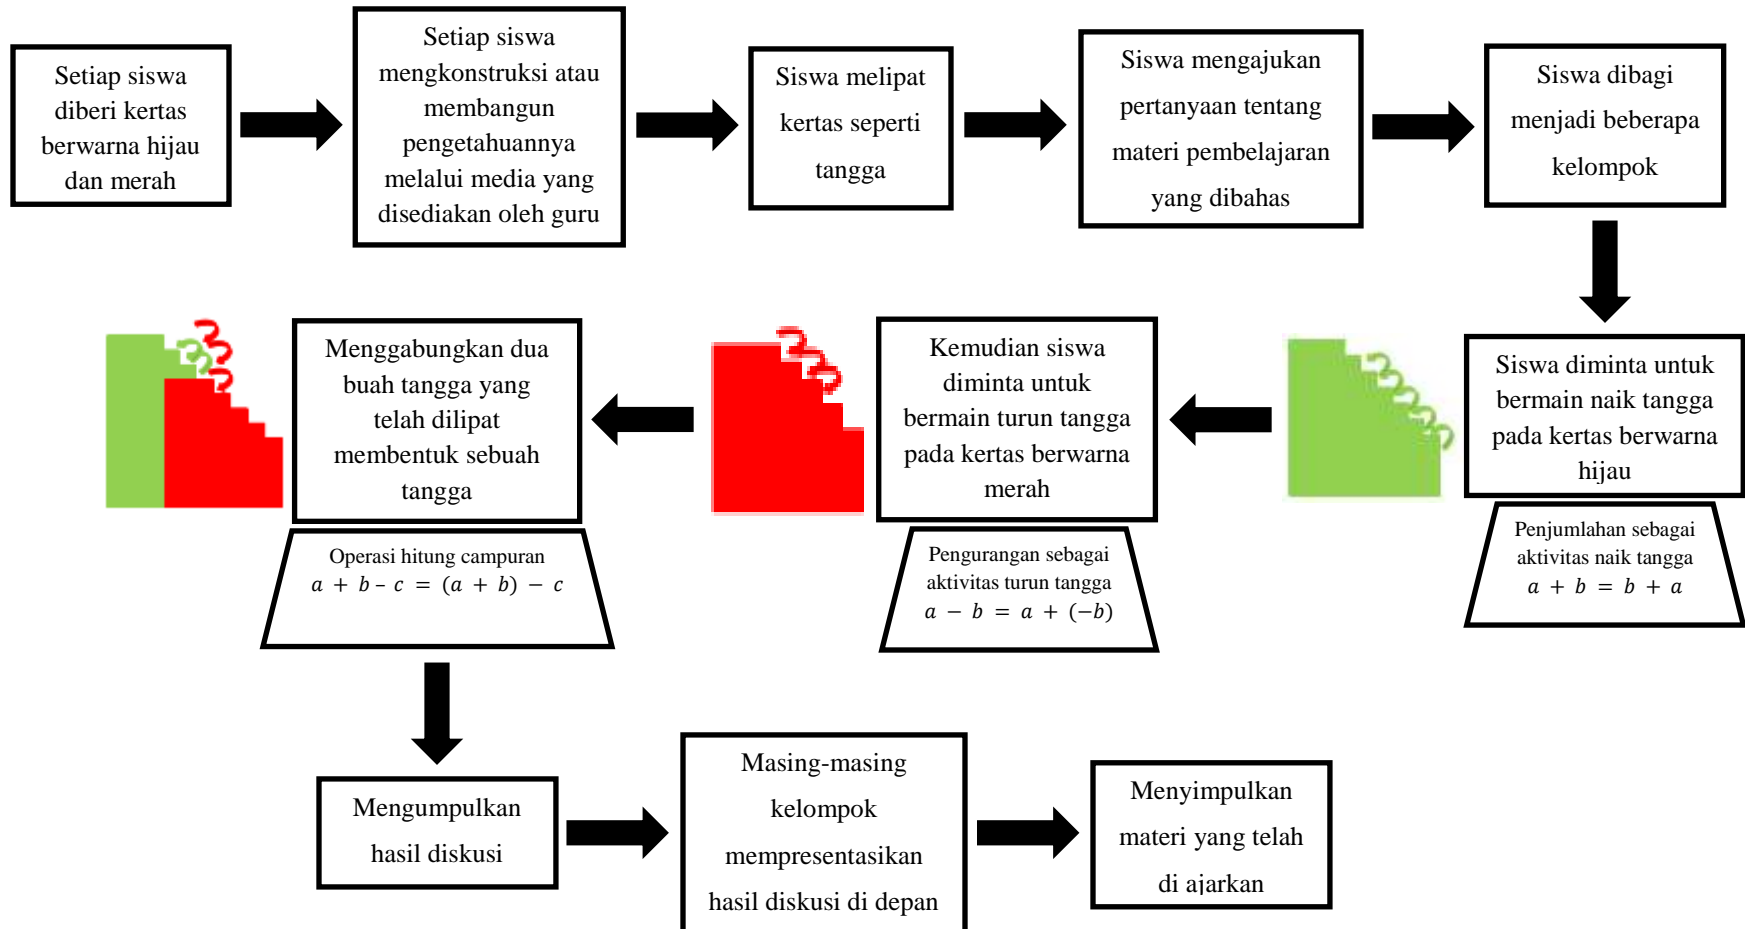 Setiap siswa
diberi kertas
berwarna hijau
dan merah
Setiap siswa
mengkonstruksi atau
membangun
pengetahuannya
melalui media yang
disediakan oleh guru
Siswa melipat
kertas seperti
tangga
Siswa mengajukan
pertanyaan tentang
materi pembelajaran
yang dibahas
Siswa dibagi
menjadi beberapa
kelompok
Siswa diminta untuk
bermain naik tangga
pada kertas berwarna
hijau
Penjumlahan sebagai
aktivitas naik tangga
a + b = b + a
Kemudian siswa
diminta untuk
bermain turun tangga
pada kertas berwarna
merah
Pengurangan sebagai
aktivitas turun tangga
a − b = a + (−b)
Menggabungkan dua
buah tangga yang
telah dilipat
membentuk sebuah
tangga
Operasi hitung campuran
a + b – c = (a + b) − c
Mengumpulkan
hasil diskusi
Masing-masing
kelompok
mempresentasikan
hasil diskusi di depan
Menyimpulkan
materi yang telah
di ajarkan